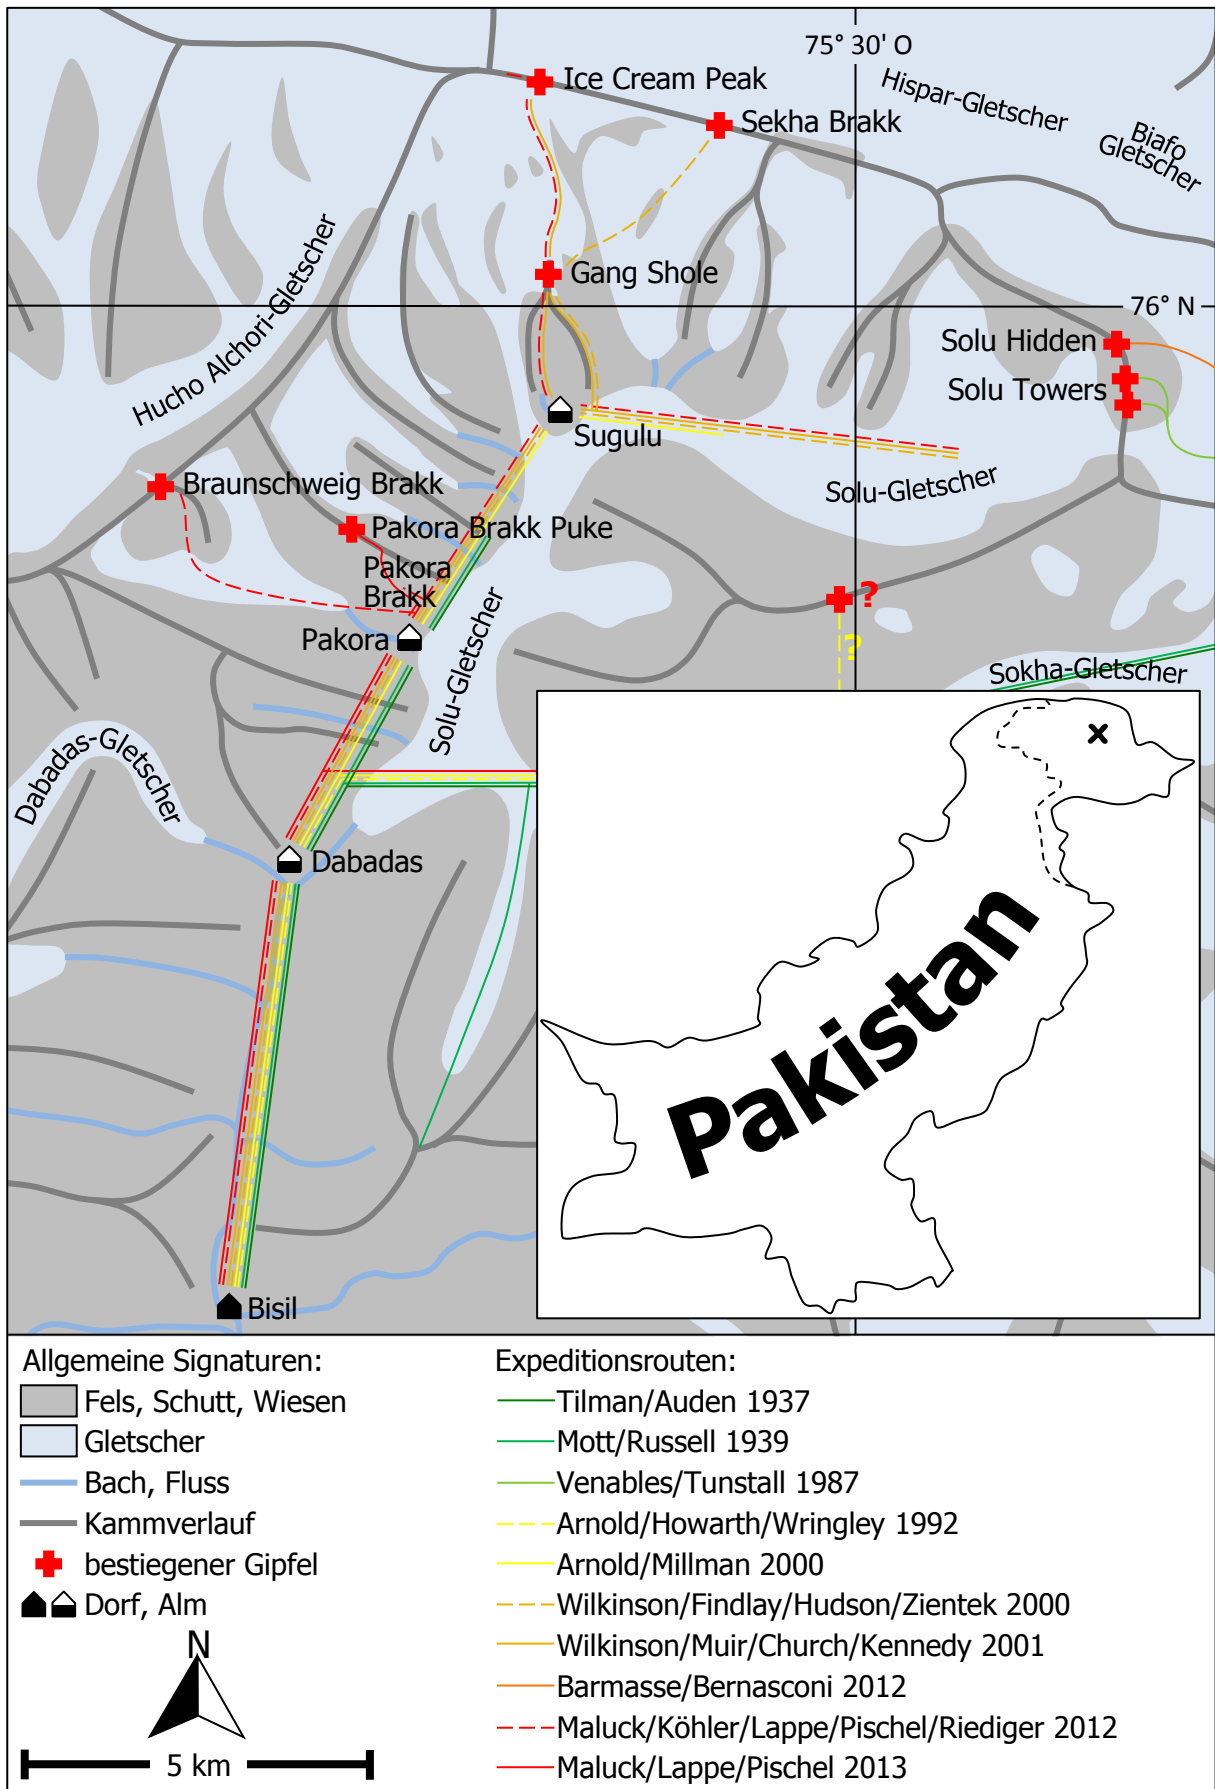 75° 30' O
Ice Cream Peak
Hispar-Gletscher
Sekha Brakk
Biafo
Gletscher
Hucho Alchori-Gletscher
Gang Shole
76° N
Solu Hidden
Solu Towers
Sugulu
Solu-Gletscher
Braunschweig Brakk
Pakora Brakk Puke
Pakora
Brakk
?
Pakora
?
Solu-Gletscher
Sokha-Gletscher
Dabadas-Gletscher
Dabadas
Pakistan
Bisil
Allgemeine Signaturen:
Fels, Schutt, Wiesen
Gletscher
Bach, Fluss
Kammverlauf
bestiegener Gipfel
Dorf, Alm
N
5 km
Expeditionsrouten:
Tilman/Auden 1937
Mott/Russell 1939
Venables/Tunstall 1987
Arnold/Howarth/Wringley 1992
Arnold/Millman 2000
Wilkinson/Findlay/Hudson/Zientek 2000
Wilkinson/Muir/Church/Kennedy 2001
Barmasse/Bernasconi 2012
Maluck/Köhler/Lappe/Pischel/Riediger 2012
Maluck/Lappe/Pischel 2013